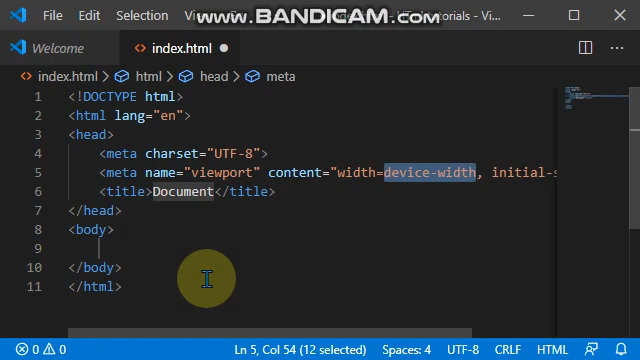 File Edit Selection
www.BANDICAM.com
Welcome
index.html
index.html > html > head > meta
1 <!DOCTYPE html>
2 <html lang="en">
3 <head>
4 <meta charset="UTF-8">
5 <meta name="viewport" content="width=device-width, initial-s
6 <title>Document</title>
7 </head>
8 <body>
9
10 </body>
11 </html>
0 0 Ln 5, Col 54 (12 selected) Spaces: 4 UTF-8 CRLF HTML